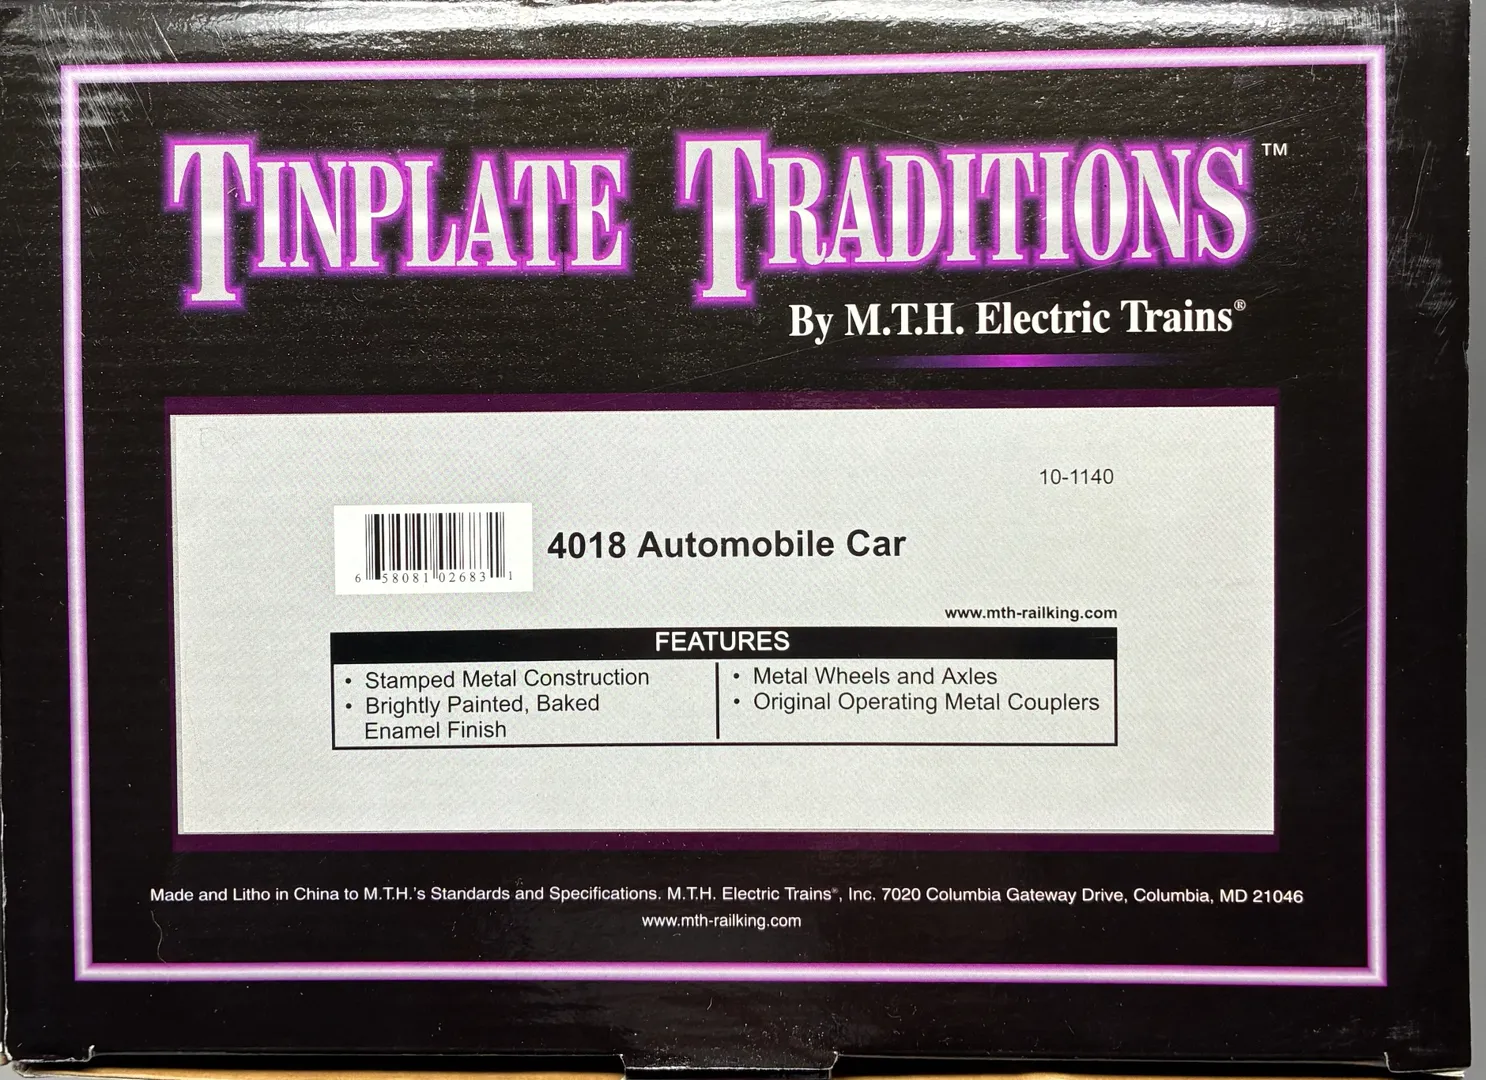 TINPLATE TRADITIONS™
By M.T.H. Electric Trains®
10-1140
4018 Automobile Car
6 58081 02683 1
www.mth-railking.com
FEATURES
• Stamped Metal Construction
• Brightly Painted, Baked
Enamel Finish
• Metal Wheels and Axles
• Original Operating Metal Couplers
Made and Litho in China to M.T.H.'s Standards and Specifications. M.T.H. Electric Trains®, Inc. 7020 Columbia Gateway Drive, Columbia, MD 21046
www.mth-railking.com